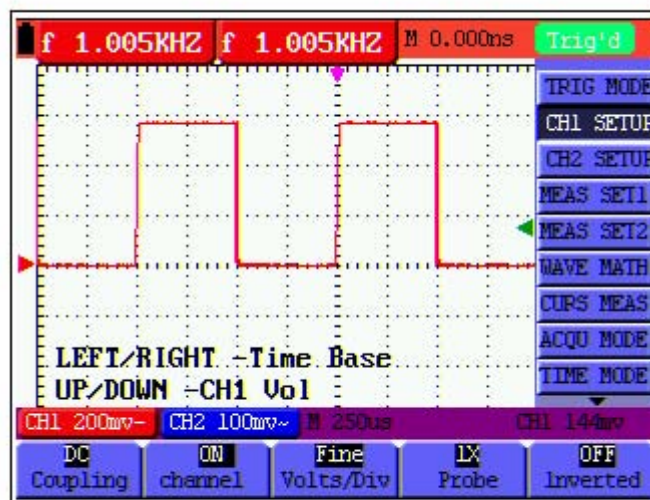 f 1.005KHZ f 1.005KHZ M 0.000ns Trig'd
TRIG MODE
CH1 SETUP
CH2 SETUP
MEAS SET1
MEAS SET2
WAVE MATH
CURS MEAS
ACQU MODE
TIME MODE
LEFT/RIGHT -Time Base
UP/DOWN -CH1 Vol
CH1 200mv- CH2 100mv~ M 250us CH1 144mv
DC ON Fine 1X OFF
Coupling channel Volts/Div Probe Inverted